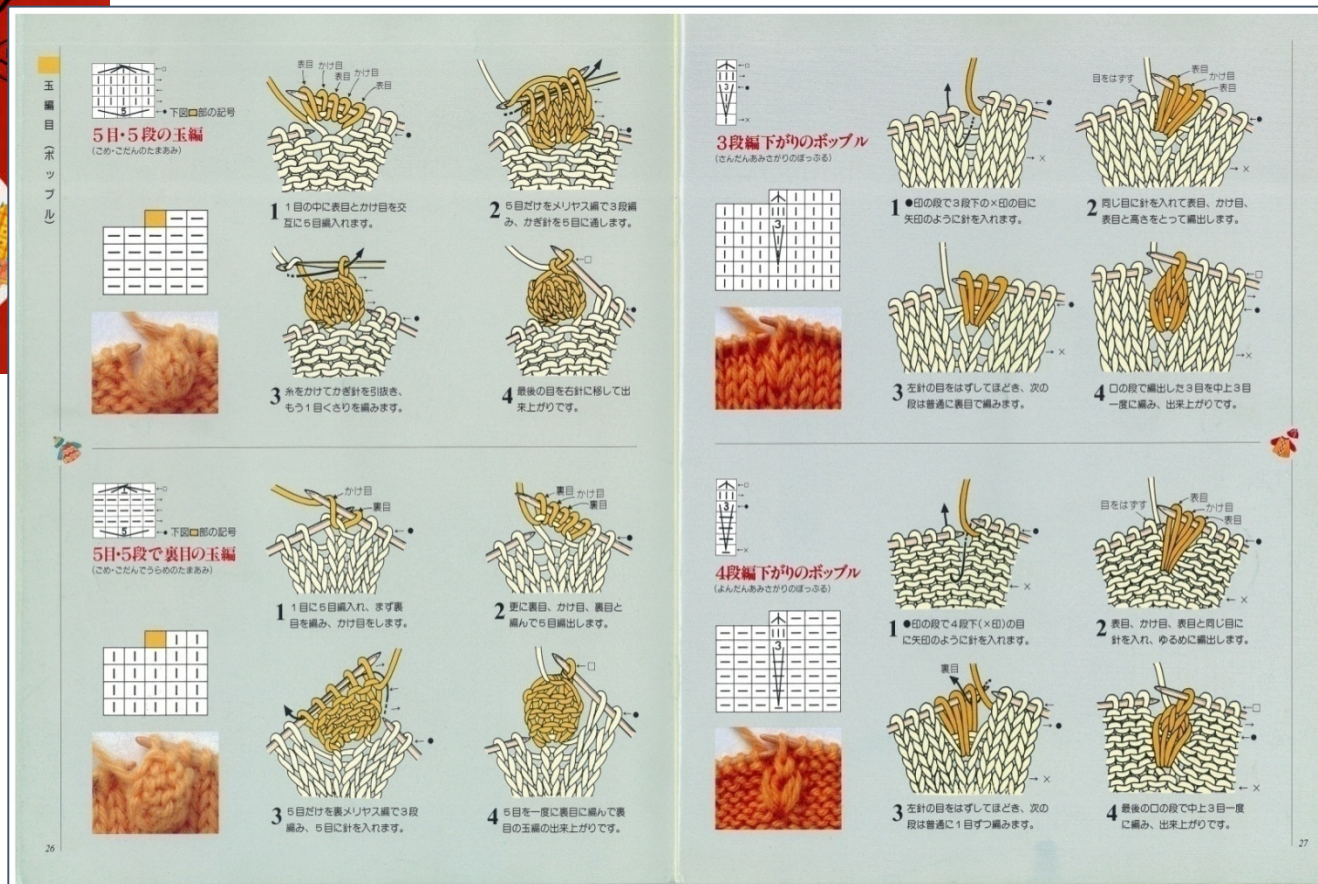 玉編目(ボッブル)
5
下図 部の記号
5目・5段の玉編
(ごめ・ごだんのたまあみ)
表目 かけ目 表目 かけ目 表目
1 1目の中に表目とかけ目を交
互に5目編入れます。
2 5目だけをメリヤス編で3段編
み、かぎ針を5目に通します。
3 糸をかけてかぎ針を引抜き、
もう1目くさりを編みます。
4 最後の目を右針に移して出
来上がりです。
5
下図 部の記号
5目・5段で裏目の玉編
(ごめ・ごだんでうらめのたまあみ)
かけ目
裏目
1 1目に5目編入れ、まず裏
目を編み、かけ目をします。
裏目
かけ目
裏目
2 更に裏目、かけ目、裏目と
編んで5目編出します。
3 5目だけを裏メリヤス編で3段
編み、5目に針を入れます。
4 5目を一度に裏目に編んで裏
目の玉編の出来上がりです。
26
3
×
3段編下がりのボッブル
(さんだんあみさがりのぼっぶる)
3
×
1 ●印の段で3段下の×印の目に
矢印のように針を入れます。
目をはずす
表目
かけ目
表目
×
2 同じ目に針を入れて表目、かけ目、
表目と高さをとって編出します。
×
3 左針の目をはずしてほどき、次の
段は普通に裏目で編みます。
×
4 □の段で編出した3目を中上3目
一度に編み、出来上がりです。
3
×
4段編下がりのボッブル
(よんだんあみさがりのぼっぶる)
3
×
1 ●印の段で4段下(×印)の目
に矢印のように針を入れます。
目をはずす
表目
かけ目
表目
×
2 表目、かけ目、表目と同じ目に
針を入れ、ゆるめに編出します。
裏目
×
3 左針の目をはずしてほどき、次の
段は普通に1目ずつ編みます。
×
4 最後の□の段で中上3目一度
に編み、出来上がりです。
27